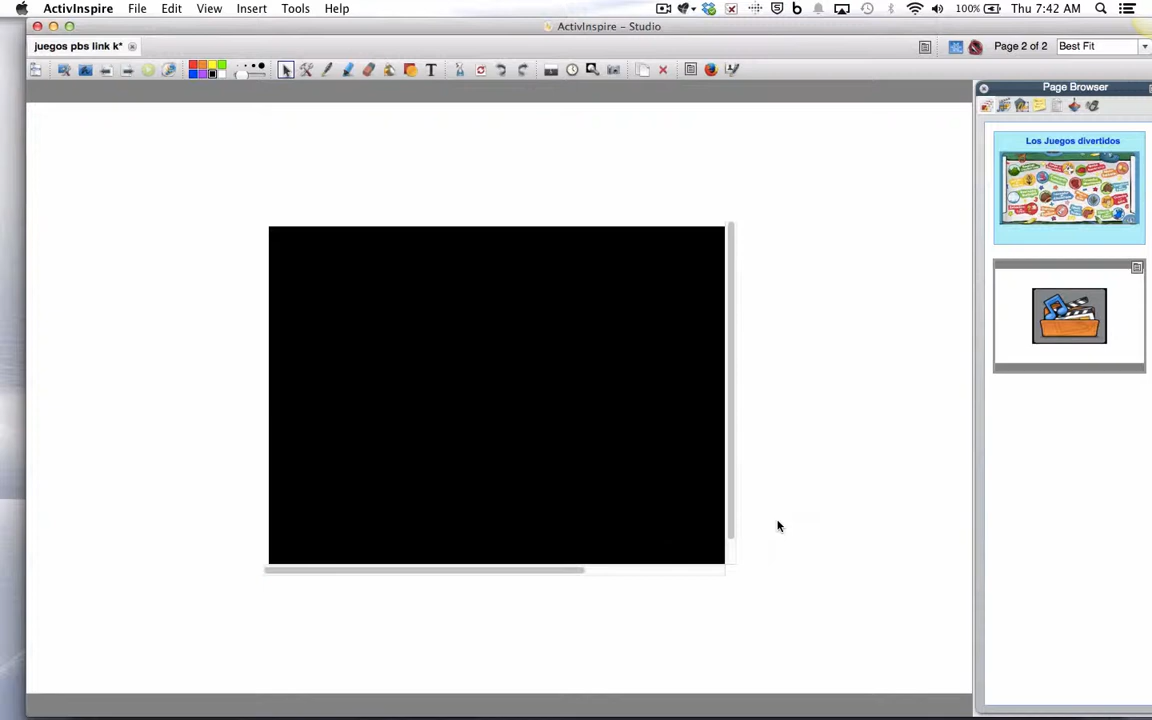 ActivInspire File Edit View Insert Tools Help 100% Thu 7:42 AM
ActivInspire – Studio
juegos pbs link k*
Page 2 of 2 Best Fit
T
Page Browser
Los Juegos divertidos